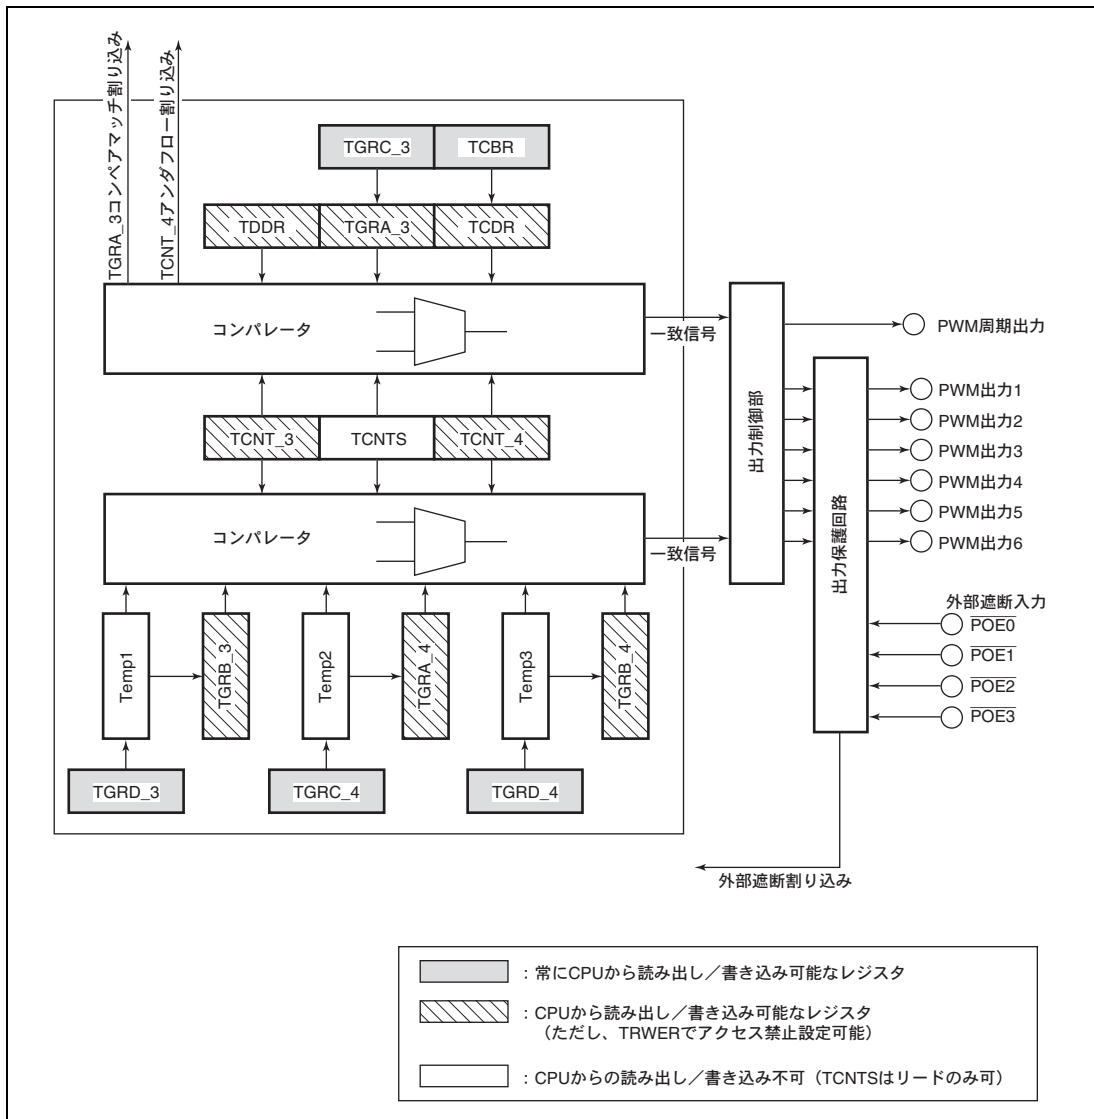 TGRA_3コンペアマッチ割り込み
TCNT_4アンダフロー割り込み
TGRC_3
TCBR
TDDR
TGRA_3
TCDR
コンパレータ
一致信号
PWM周期出力
出力制御部
出力保護回路
PWM出力1
PWM出力2
PWM出力3
PWM出力4
PWM出力5
PWM出力6
TCNT_3
TCNTS
TCNT_4
コンパレータ
一致信号
外部遮断入力
POE0
POE1
POE2
POE3
Temp1
TGRB_3
Temp2
TGRA_4
Temp3
TGRB_4
TGRD_3
TGRC_4
TGRD_4
外部遮断割り込み
：常にCPUから読み出し／書き込み可能なレジスタ
：CPUから読み出し／書き込み可能なレジスタ
（ただし、TRWERでアクセス禁止設定可能）
：CPUからの読み出し／書き込み不可（TCNTSはリードのみ可）